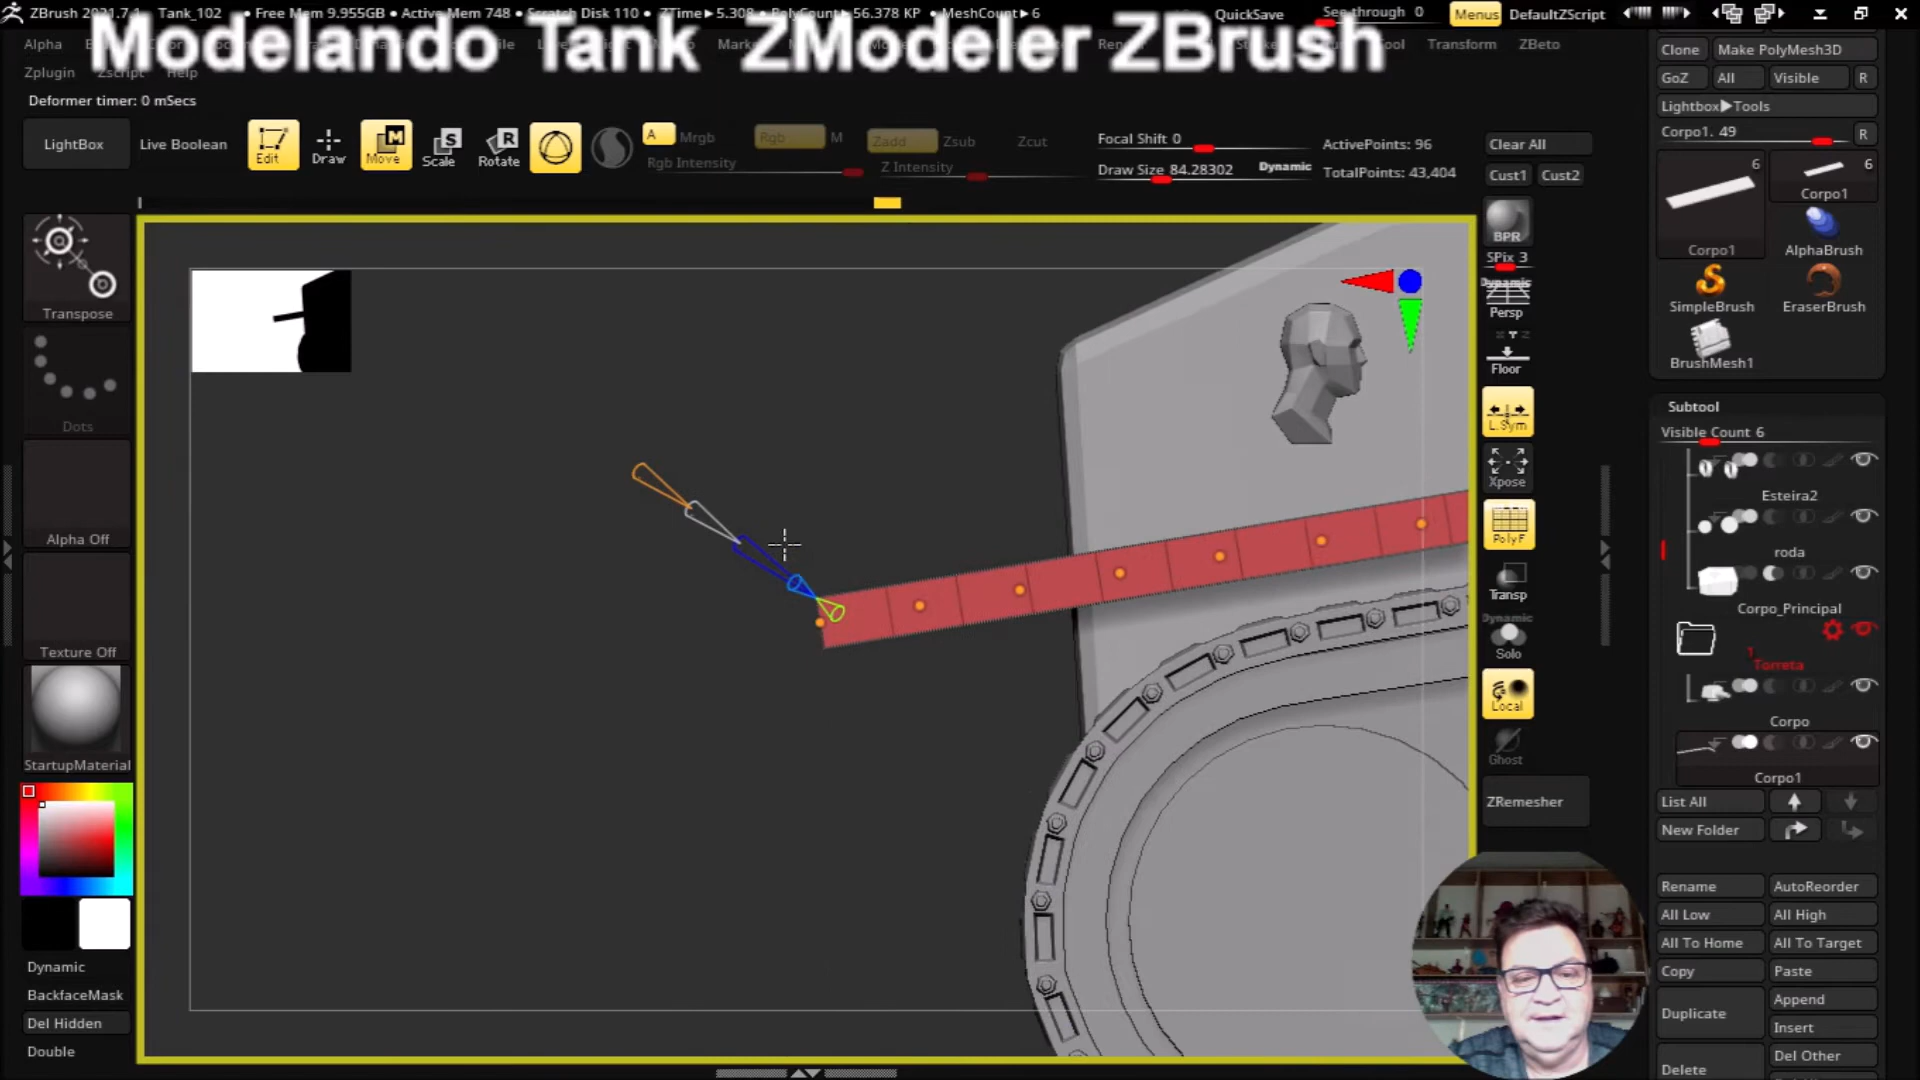 ZBrush 2021.7.1 Tank_102 • Free Mem 9.955GB • Active Mem 748 • Scratch Disk 110 • ZTime▶5.308 PolyCount▶56.378 KP • MeshCount▶6 QuickSave See-through 0 Menus DefaultZScript
Alpha Marker Tool Transform ZBeto
Modelando Tank ZModeler ZBrush
Zplugin Zscript Help
Deformer timer: 0 mSecs
LightBox
Live Boolean
Edit
Draw
Move
Scale
Rotate
A
Mrgb
Rgb
M
Zadd
Zsub
Zcut
Rgb Intensity
Z Intensity
Focal Shift 0
Draw Size 84.28302
Dynamic
ActivePoints: 96
TotalPoints: 43,404
Clear All
Cust1
Cust2
Transpose
Dots
Alpha Off
Texture Off
StartupMaterial
Dynamic
BackfaceMask
Del Hidden
Double
BPR
SPix 3
Dynamic
Persp
Floor
L.Sym
Xpose
PolyF
Transp
Dynamic
Solo
Local
Ghost
ZRemesher
Clone
Make PolyMesh3D
GoZ
All
Visible
R
Lightbox▶Tools
Corpo1. 49
R
6
6
Corpo1
Corpo1
AlphaBrush
SimpleBrush
EraserBrush
BrushMesh1
Subtool
Visible Count 6
Esteira2
roda
Corpo_Principal
1
Torreta
Corpo
Corpo1
List All
New Folder
Rename
AutoReorder
All Low
All High
All To Home
All To Target
Copy
Paste
Duplicate
Append
Insert
Delete
Del Other